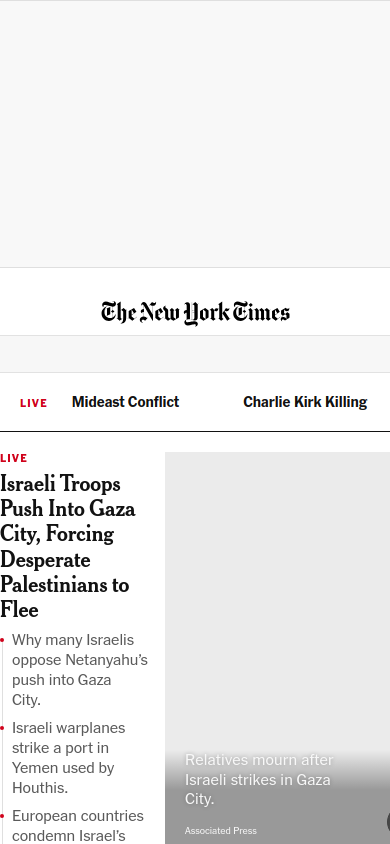 The New York Times
LIVE
Mideast Conflict
Charlie Kirk Killing
LIVE
Israeli Troops
Push Into Gaza
City, Forcing
Desperate
Palestinians to
Flee
Why many Israelis
oppose Netanyahu’s
push into Gaza
City.
Israeli warplanes
strike a port in
Yemen used by
Houthis.
European countries
condemn Israel’s
Relatives mourn after
Israeli strikes in Gaza
City.
Associated Press